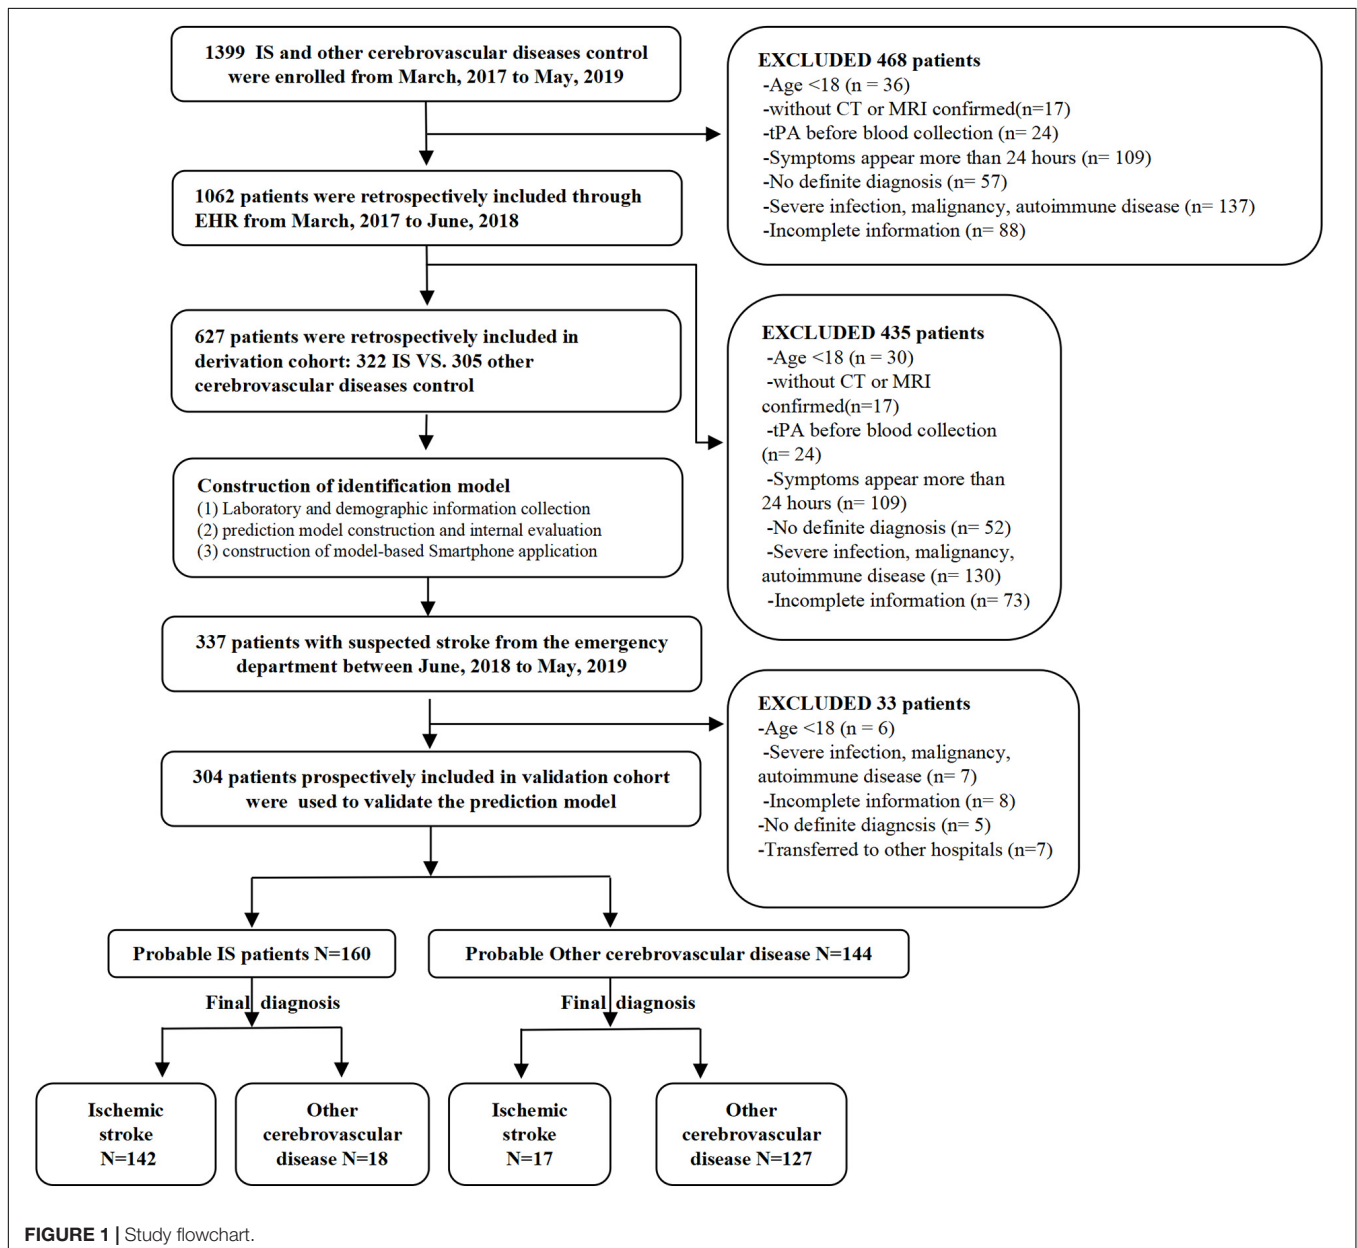 1399 IS and other cerebrovascular diseases control
were enrolled from March, 2017 to May, 2019
EXCLUDED 468 patients
-Age <18 (n = 36)
-without CT or MRI confirmed(n=17)
-tPA before blood collection (n= 24)
-Symptoms appear more than 24 hours (n= 109)
-No definite diagnosis (n= 57)
-Severe infection, malignancy, autoimmune disease (n= 137)
-Incomplete information (n= 88)
1062 patients were retrospectively included through
EHR from March, 2017 to June, 2018
627 patients were retrospectively included in
derivation cohort: 322 IS VS. 305 other
cerebrovascular diseases control
EXCLUDED 435 patients
-Age <18 (n = 30)
-without CT or MRI
confirmed(n=17)
-tPA before blood collection
(n= 24)
-Symptoms appear more than
24 hours (n= 109)
-No definite diagnosis (n= 52)
-Severe infection, malignancy,
autoimmune disease (n= 130)
-Incomplete information (n= 73)
Construction of identification model
(1) Laboratory and demographic information collection
(2) prediction model construction and internal evaluation
(3) construction of model-based Smartphone application
337 patients with suspected stroke from the emergency
department between June, 2018 to May, 2019
EXCLUDED 33 patients
-Age <18 (n = 6)
-Severe infection, malignancy,
autoimmune disease (n= 7)
-Incomplete information (n= 8)
-No definite diagnosis (n= 5)
-Transferred to other hospitals (n=7)
304 patients prospectively included in validation cohort
were used to validate the prediction model
Probable IS patients N=160
Probable Other cerebrovascular disease N=144
Final diagnosis
Final diagnosis
Ischemic
stroke
N=142
Other
cerebrovascular
disease N=18
Ischemic
stroke
N=17
Other
cerebrovascular
disease N=127
FIGURE 1 | Study flowchart.